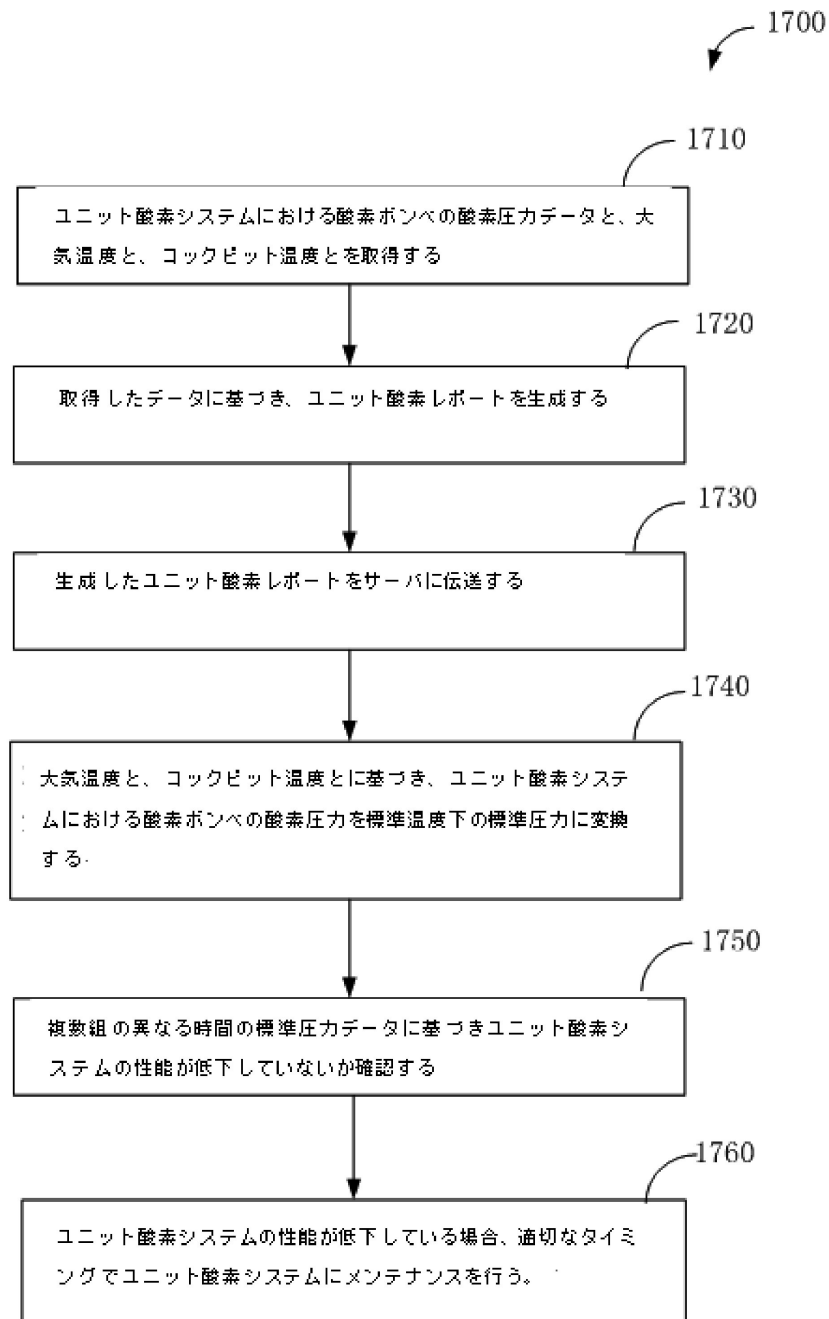 1700
1710
ユニット酸素システムにおける酸素ボンベの酸素圧力データと、大
気温度と、コックピット温度とを取得する
1720
取得したデータに基づき、ユニット酸素レポートを生成する
1730
生成したユニット酸素レポートをサーバに伝送する
1740
大気温度と、コックピット温度とに基づき、ユニット酸素システ
ムにおける酸素ボンベの酸素圧力を標準温度下の標準圧力に変換
する
1750
複数組の異なる時間の標準圧力データに基づきユニット酸素シ
ステムの性能が低下していないか確認する
1760
ユニット酸素システムの性能が低下している場合、適切なタイミ
ングでユニット酸素システムにメンテナンスを行う。